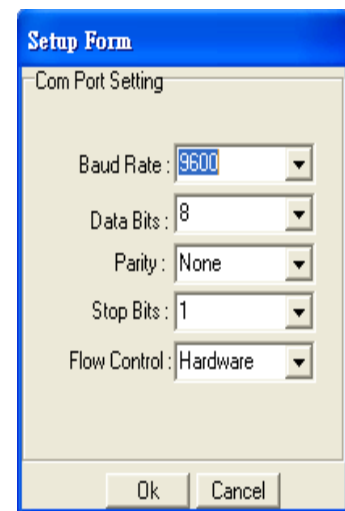 Setup Form
Com Port Setting
Baud Rate : 9600
Data Bits : 8
Parity : None
Stop Bits : 1
Flow Control : Hardware
Ok Cancel